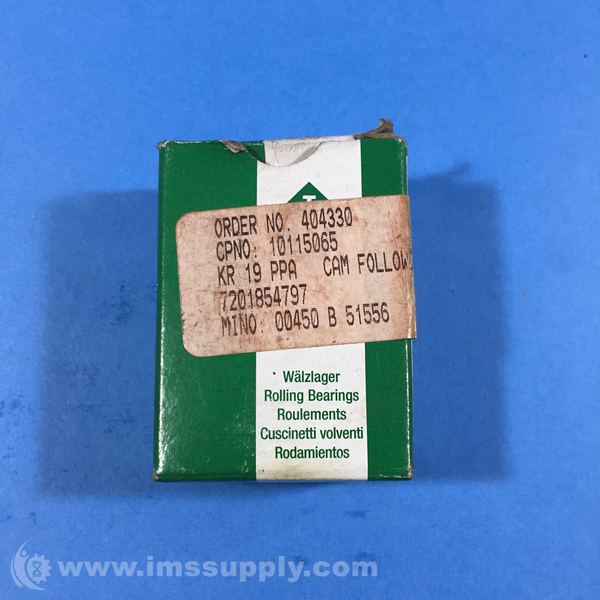 ORDER NO. 404330
CPNO: 10115065
KR 19 PPA CAM FOLLOW
7201854797
MINO: 00450 B 51556
Wälzlager
Rolling Bearings
Roulements
Cuscinetti volventi
Rodamientos
www.imssupply.com